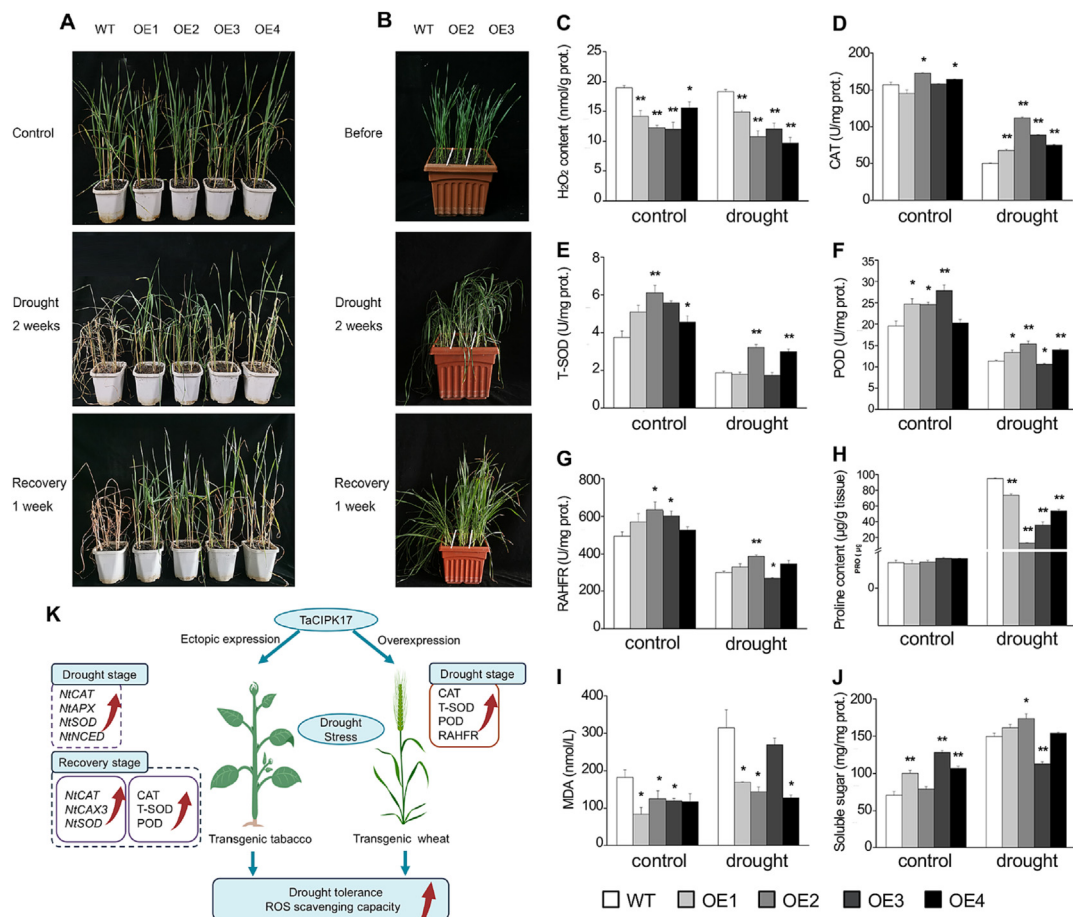 A
WT OE1 OE2 OE3 OE4
Control
Drought
2 weeks
Recovery
1 week
B
WT OE2 OE3
Before
Drought
2 weeks
Recovery
1 week
C
H₂O₂ content (nmol/g prot.)
25
20
15
10
5
0
** ** ** *
** ** ** **
control drought
D
CAT (U/mg prot.)
200
150
100
50
0
* *
** ** ** **
control drought
E
T-SOD (U/mg prot.)
8
6
4
2
0
** *
** **
control drought
F
POD (U/mg prot.)
35
30
25
20
15
10
5
0
* * **
* ** * **
control drought
G
RAHFR (U/mg prot.)
800
600
400
200
0
* *
** *
control drought
H
Proline content (µg/g tissue)
100
80
60
40
20
0
** ** ** **
control drought
I
MDA (nmol/L)
400
300
200
100
0
* * *
* * *
control drought
J
Soluble sugar (mg/mg prot.)
200
150
100
50
0
** ** **
* **
control drought
WT OE1 OE2 OE3 OE4
K
TaCIPK17
Ectopic expression Overexpression
Drought stage
NtCAT
NtAPX
NtSOD
NtNCED
Recovery stage
NtCAT
NtCAX3
NtSOD
CAT
T-SOD
POD
Drought
Stress
Drought stage
CAT
T-SOD
POD
RAHFR
Transgenic tabacco Transgenic wheat
Drought tolerance
ROS scavenging capacity